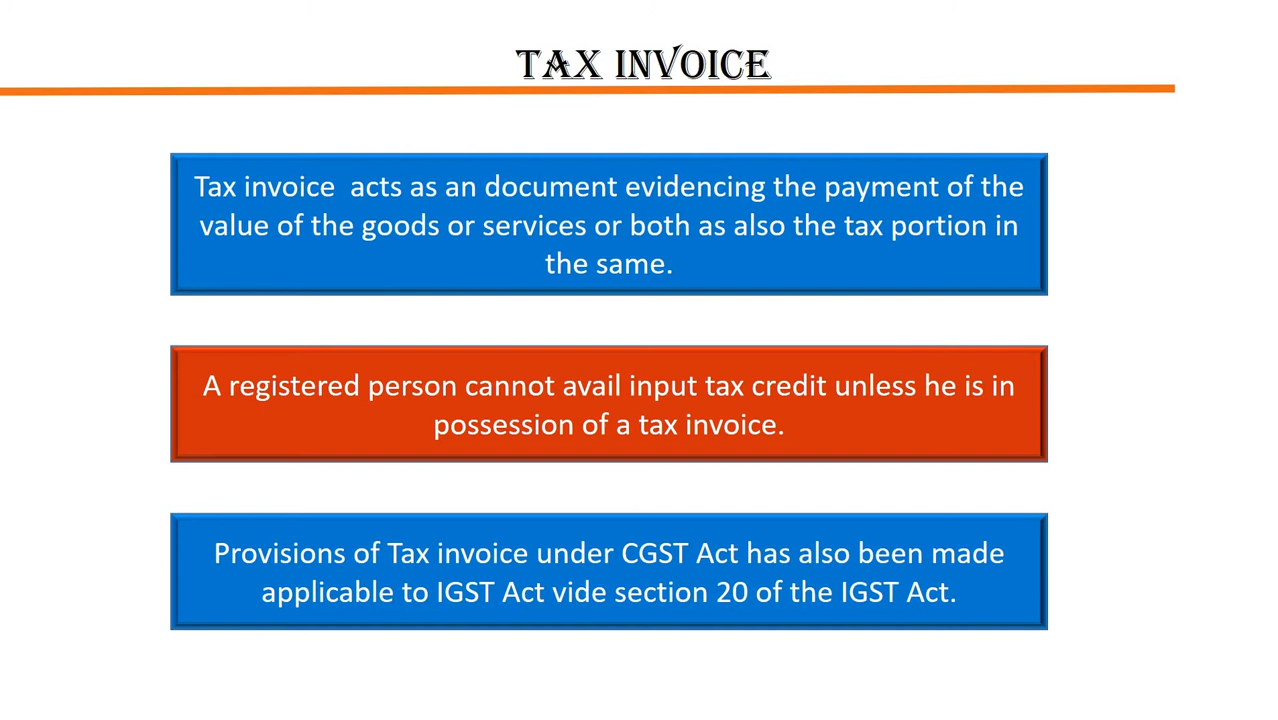 TAX INVOICE
Tax invoice  acts as an document evidencing the payment of the
value of the goods or services or both as also the tax portion in
the same.
A registered person cannot avail input tax credit unless he is in
possession of a tax invoice.
Provisions of Tax invoice under CGST Act has also been made
applicable to IGST Act vide section 20 of the IGST Act.